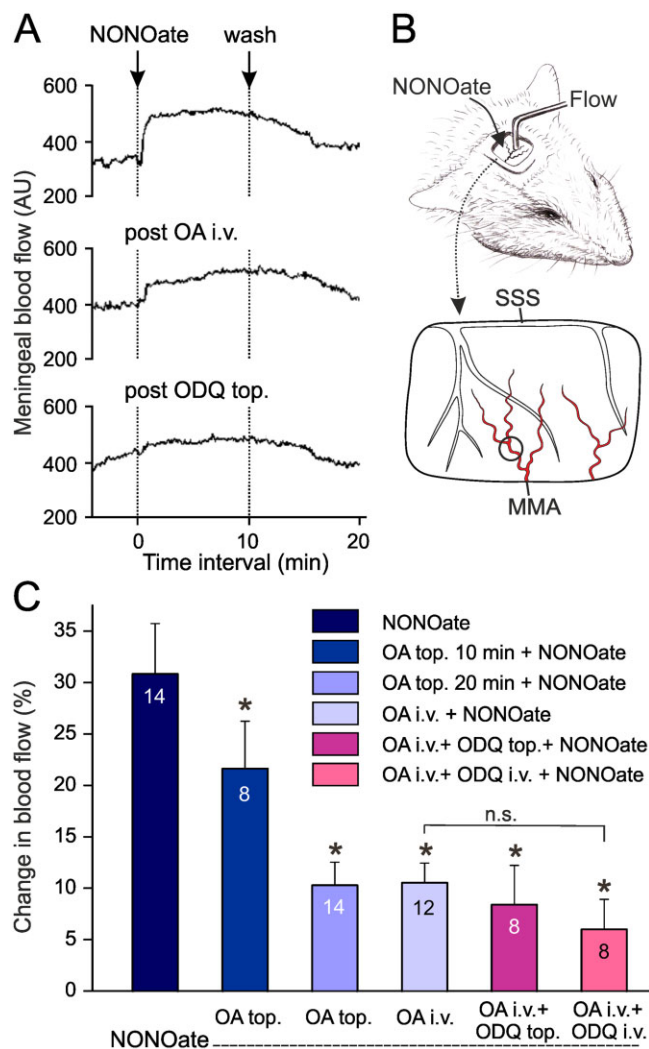 A
NONOate
wash
600
400
200
post OA i.v.
600
400
200
post ODQ top.
600
400
200
Meningeal blood flow (AU)
0
10
20
Time interval (min)
B
NONOate
Flow
SSS
MMA
C
35
30
25
20
15
10
5
0
Change in blood flow (%)
NONOate
OA top. 10 min + NONOate
OA top. 20 min + NONOate
OA i.v. + NONOate
OA i.v.+ ODQ top.+ NONOate
OA i.v.+ ODQ i.v. + NONOate
n.s.
14
* 8
* 14
* 12
* 8
* 8
OA top.
OA top.
OA i.v.
OA i.v.+
ODQ top.
OA i.v.+
ODQ i.v.
NONOate